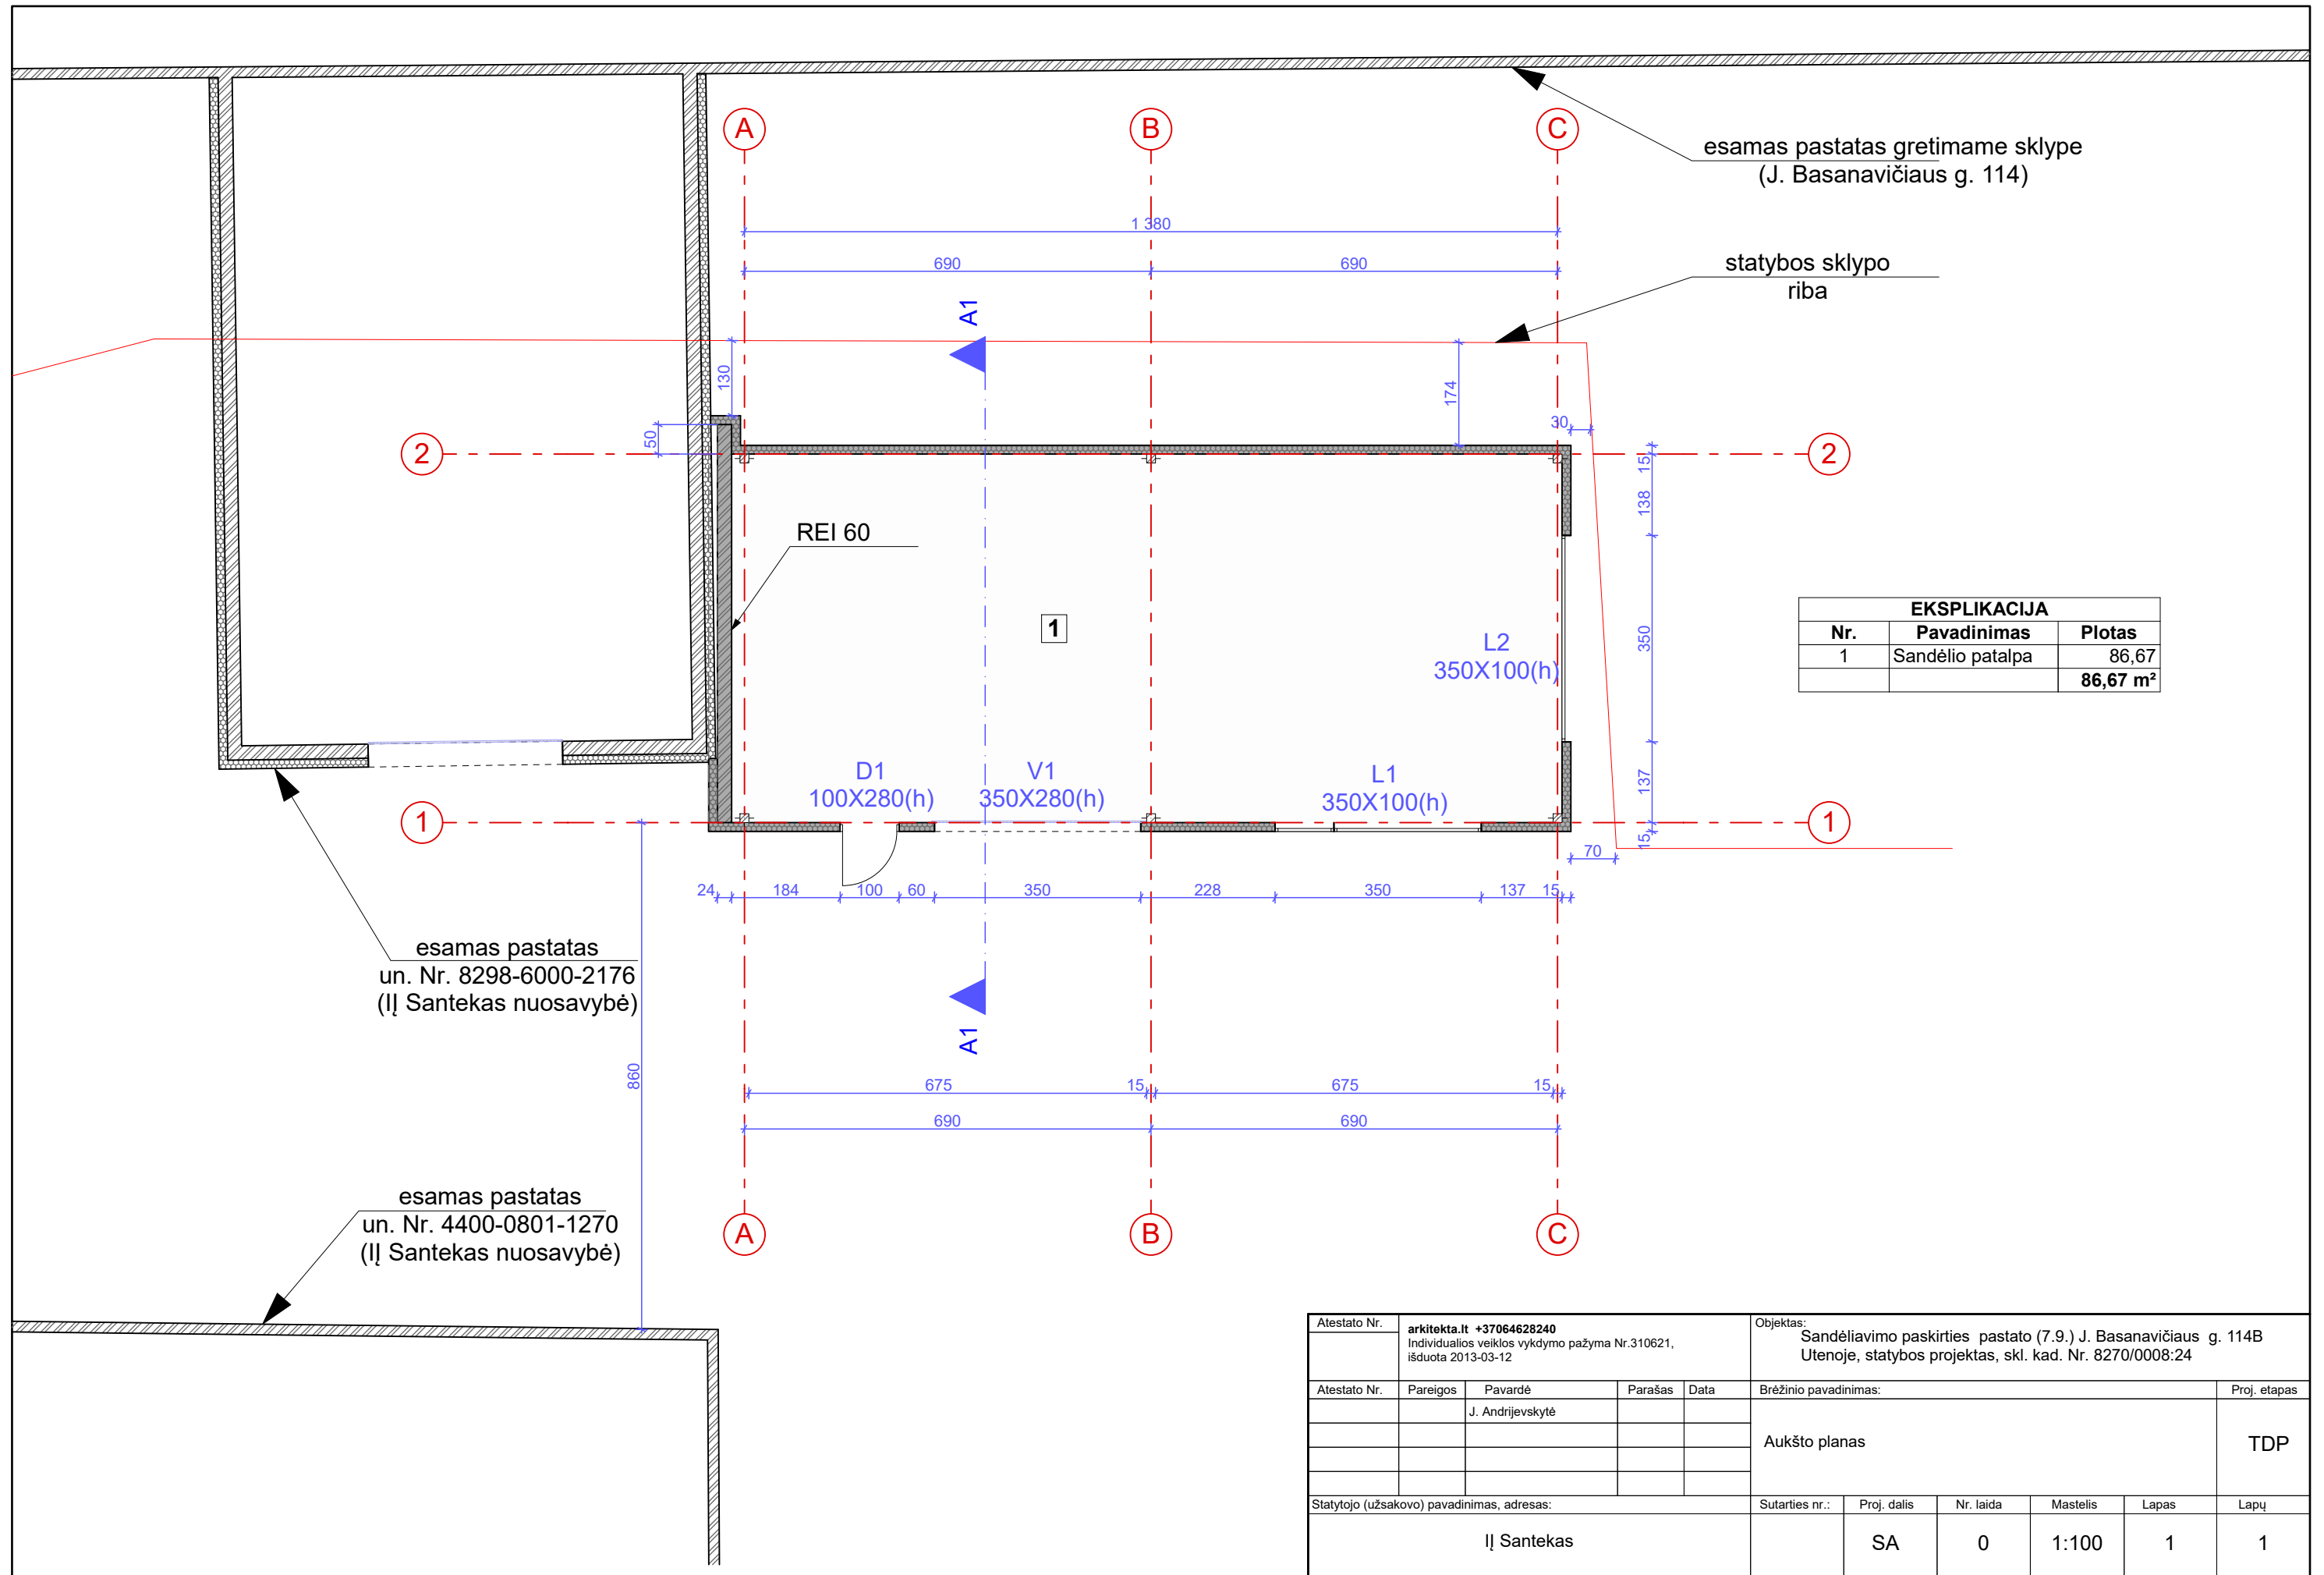 A
B
C
esamas pastatas gretimame sklype
(J. Basanavičiaus g. 114)
1 380
690
690
statybos sklypo
riba
A1
130
174
30
50
2
2
15
138
REI 60
1
350
L2
350X100(h)
EKSPLIKACIJA
Nr. Pavadinimas Plotas
1 Sandėlio patalpa 86,67
86,67 m²
D1
100X280(h)
V1
350X280(h)
L1
350X100(h)
137
1
1
15
70
24 184 100 60 350 228 350 137 15
esamas pastatas
un. Nr. 8298-6000-2176
(IĮ Santekas nuosavybė)
A1
860
675 15 675 15
690 690
esamas pastatas
un. Nr. 4400-0801-1270
(IĮ Santekas nuosavybė)
A
B
C
Atestato Nr.
arkitekta.lt +37064628240
Individualios veiklos vykdymo pažyma Nr.310621,
išduota 2013-03-12
Objektas:
Sandėliavimo paskirties pastato (7.9.) J. Basanavičiaus g. 114B
Utenoje, statybos projektas, skl. kad. Nr. 8270/0008:24
Atestato Nr. Pareigos Pavardė Parašas Data
J. Andrijevskytė
Brėžinio pavadinimas:
Aukšto planas
Proj. etapas
TDP
Statytojo (užsakovo) pavadinimas, adresas:
IĮ Santekas
Sutarties nr.: Proj. dalis Nr. laida Mastelis Lapas Lapų
SA 0 1:100 1 1